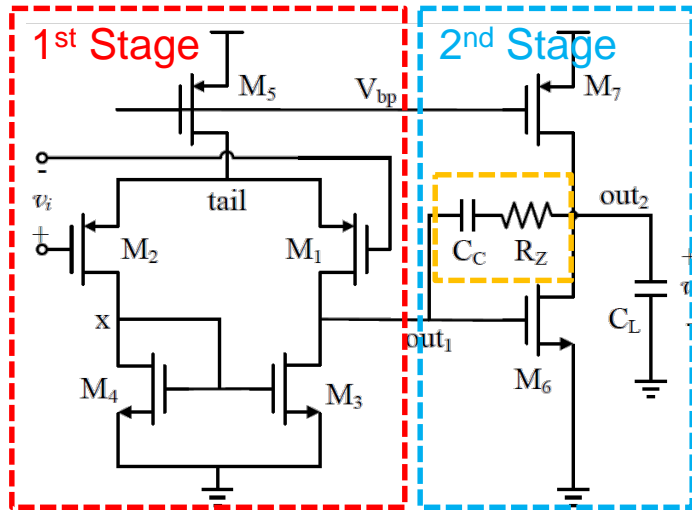 1st Stage
2nd Stage
M5
Vbp
M7
-
vi
+
tail
out2
M2
M1
CC
RZ
+
x
out1
CL
M4
M3
M6